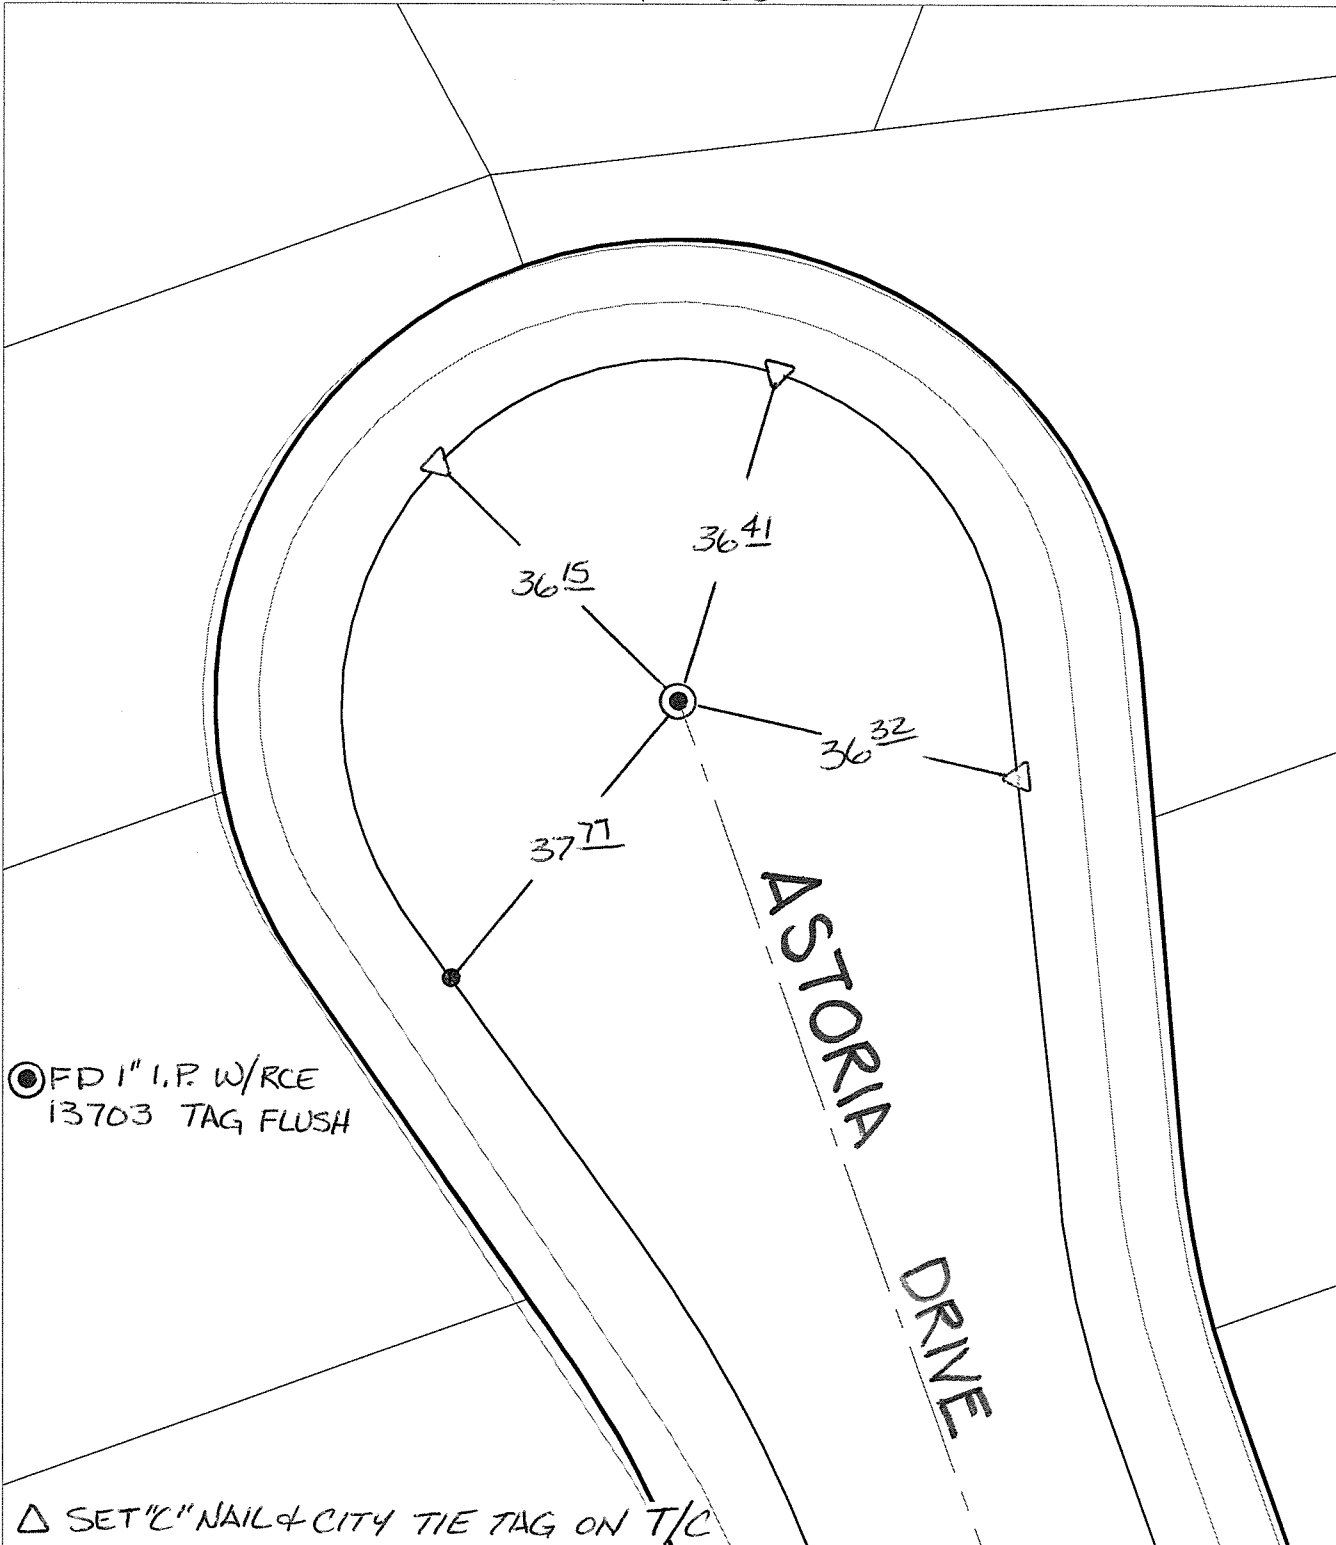 36 41
36 15
36 32
37 77
ASTORIA
DRIVE
FD 1" I.P. W/RCE
13703 TAG FLUSH
△ SET "C" NAIL & CITY TIE TAG ON T/C